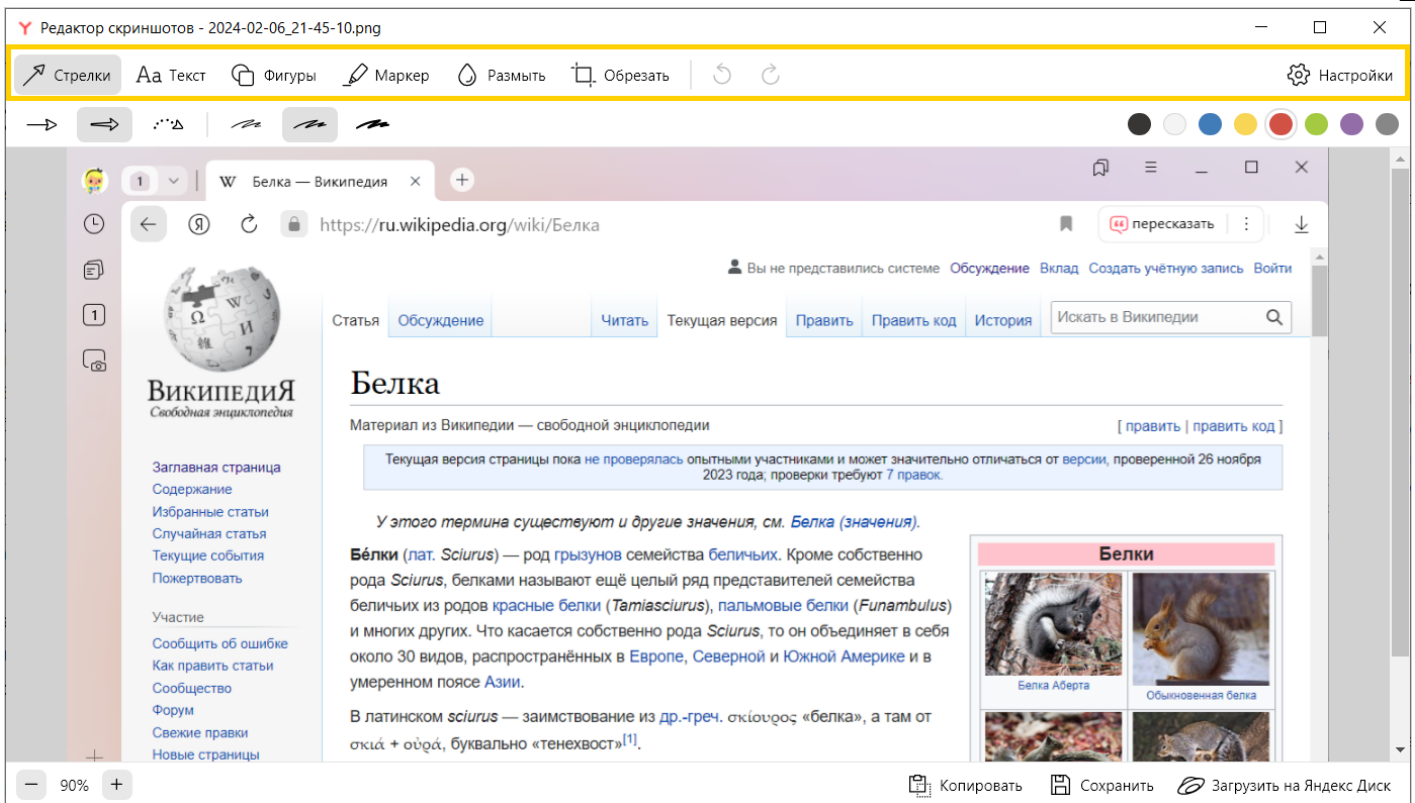 Редактор скриншотов - 2024-02-06_21-45-10.png
Стрелки Аа Текст Фигуры Маркер Размыть Обрезать Настройки
1 W Белка — Википедия
Я https://ru.wikipedia.org/wiki/Белка пересказать
Вы не представились системе Обсуждение Вклад Создать учётную запись Войти
1
Статья Обсуждение Читать Текущая версия Править Править код История Искать в Википедии
Ω W И 維 7
ВикипедиЯ
Свободная энциклопедия
Белка
Материал из Википедии — свободной энциклопедии [ править | править код ]
Текущая версия страницы пока не проверялась опытными участниками и может значительно отличаться от версии, проверенной 26 ноября
2023 года; проверки требуют 7 правок.
Заглавная страница
Содержание
Избранные статьи
Случайная статья
Текущие события
Пожертвовать
Участие
Сообщить об ошибке
Как править статьи
Сообщество
Форум
Свежие правки
Новые страницы
У этого термина существуют и другие значения, см. Белка (значения).
Бе́лки (лат. Sciurus) — род грызунов семейства беличьих. Кроме собственно
рода Sciurus, белками называют ещё целый ряд представителей семейства
беличьих из родов красные белки (Tamiasciurus), пальмовые белки (Funambulus)
и многих других. Что касается собственно рода Sciurus, то он объединяет в себя
около 30 видов, распространённых в Европе, Северной и Южной Америке и в
умеренном поясе Азии.
В латинском sciurus — заимствование из др.-греч. σκίουρος «белка», а там от
σκιά + οὐρά, буквально «тенехвост»[1].
Белки
Белка Аберта Обыкновенная белка
90% Копировать Сохранить Загрузить на Яндекс Диск